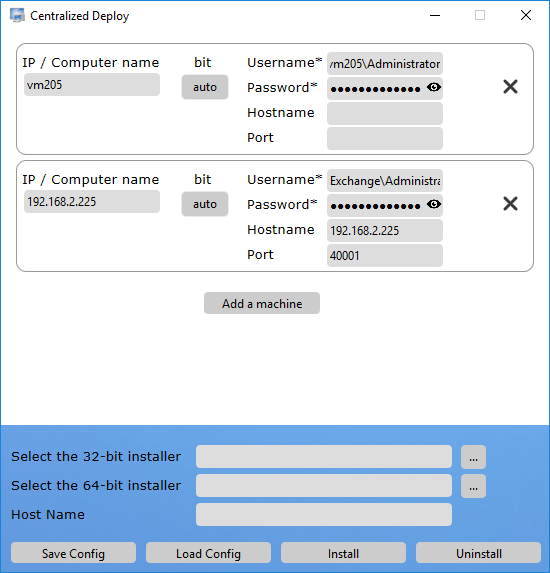 Centralized Deploy
IP / Computer name bit Username* vm205\Administrator
vm205 auto Password* •••••••••••••
Hostname
Port
IP / Computer name bit Username* Exchange\Administra
192.168.2.225 auto Password* •••••••••••••
Hostname 192.168.2.225
Port 40001
Add a machine
Select the 32-bit installer ...
Select the 64-bit installer ...
Host Name
Save Config Load Config Install Uninstall